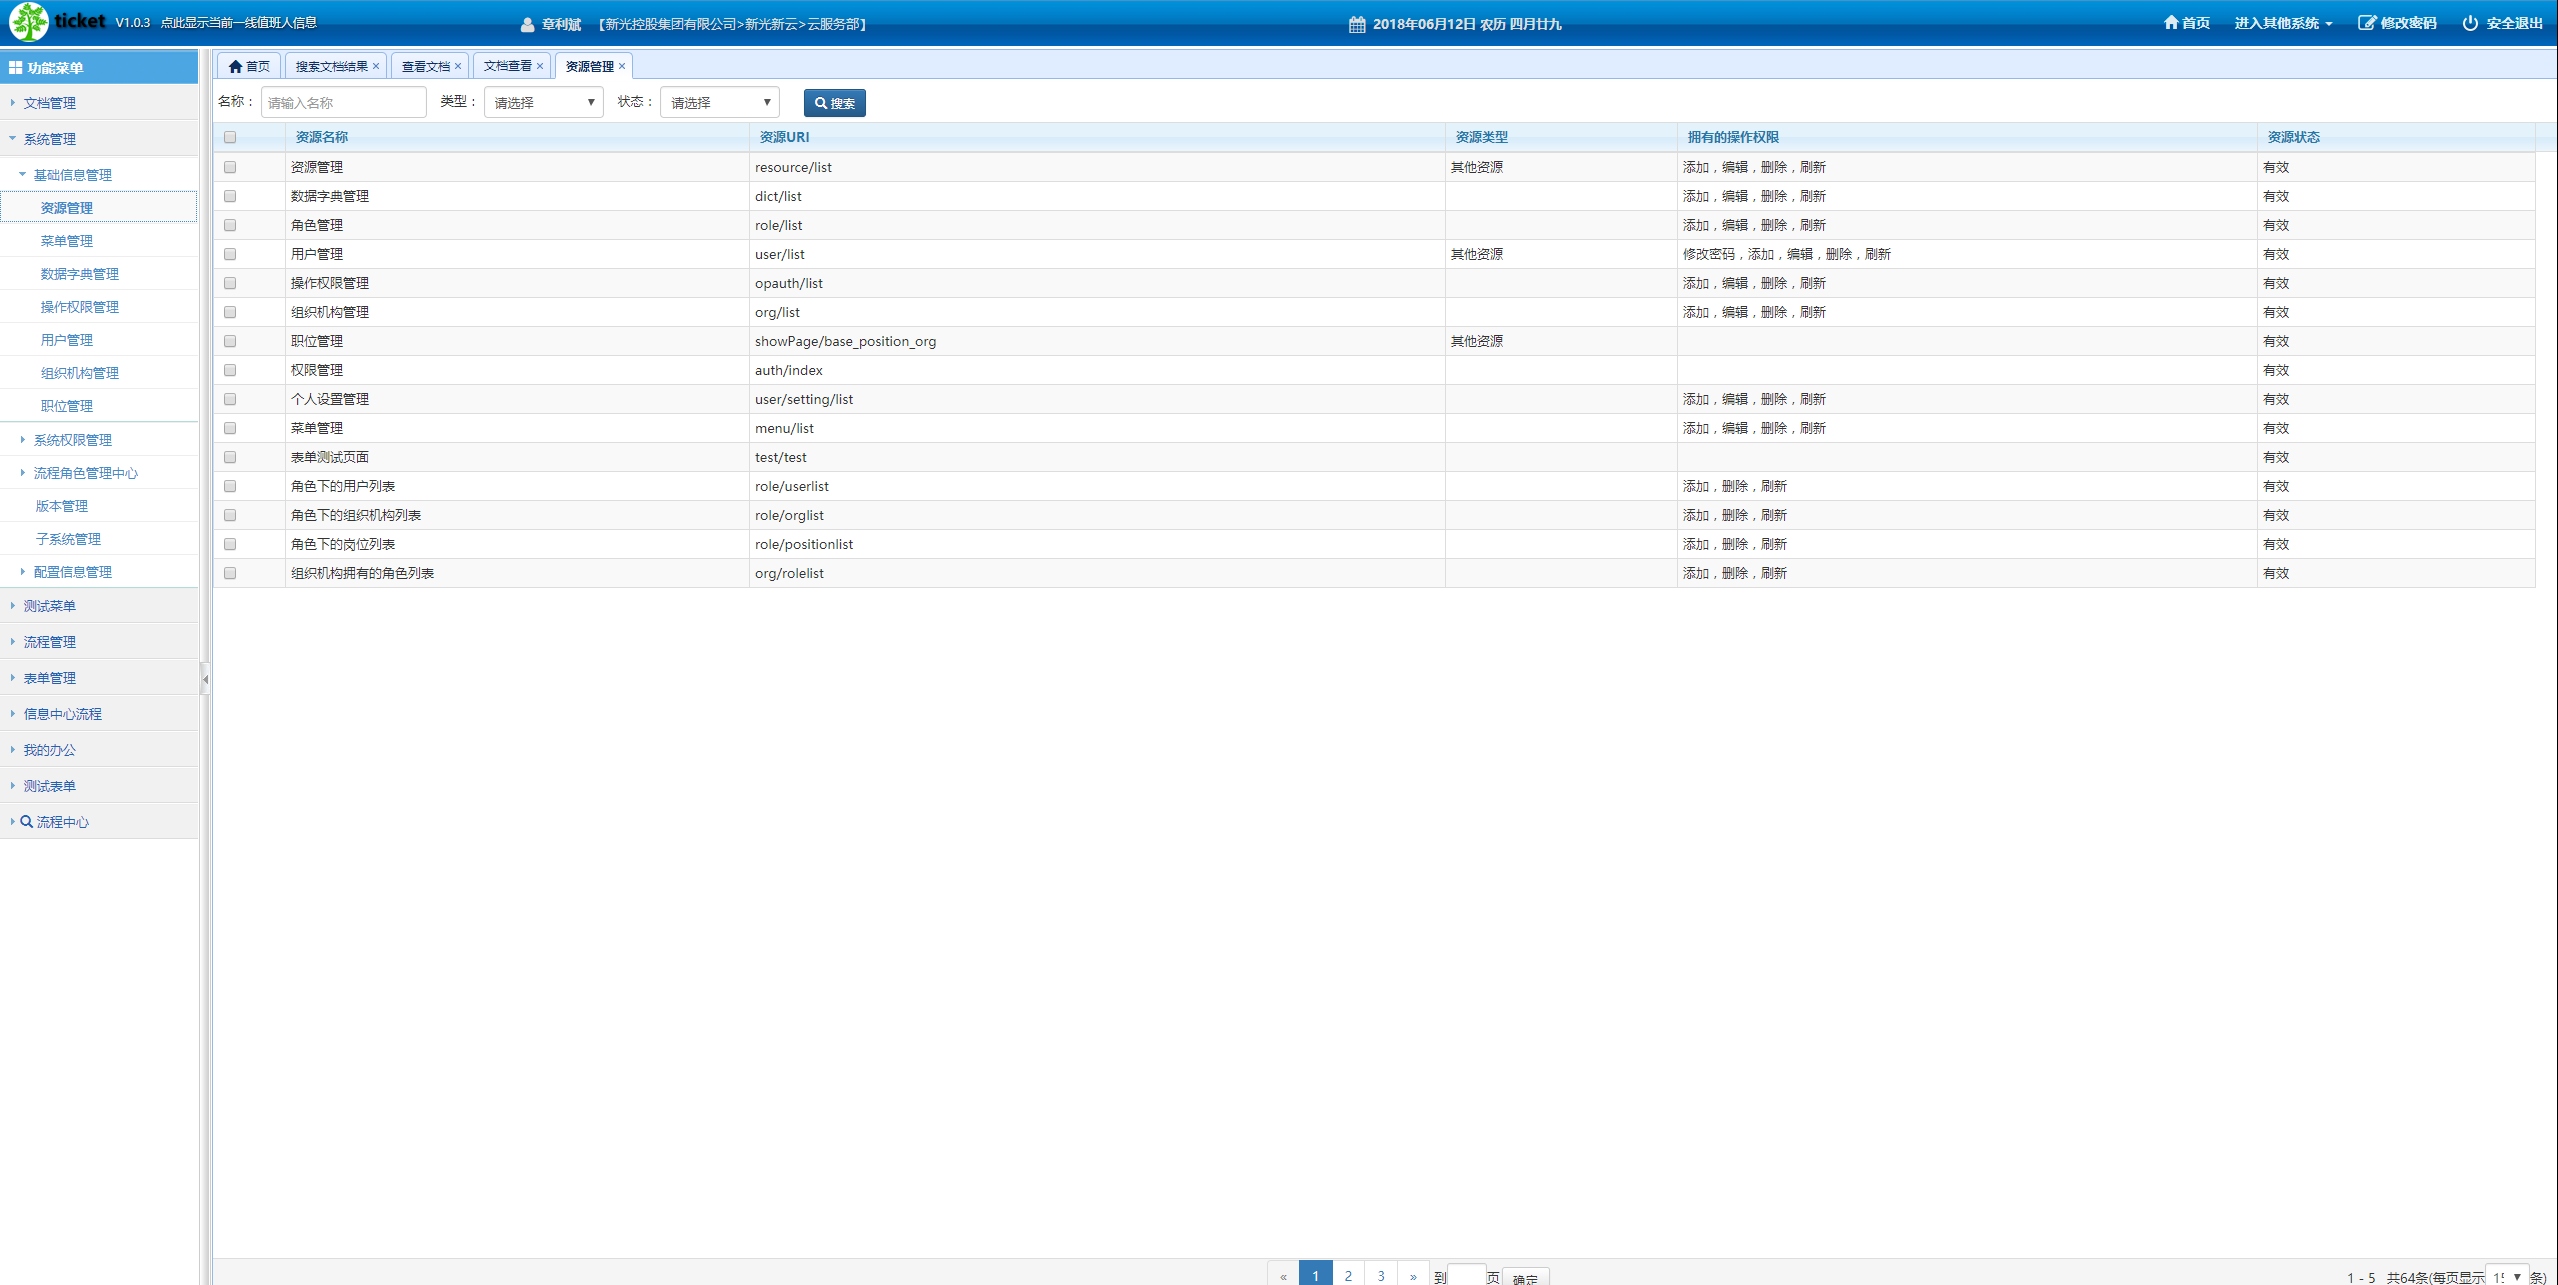 ticket V1.0.3 点此显示当前一线值班人信息 章利斌 【新光控股集团有限公司>新光新云>云服务部】 2018年06月12日 农历 四月廿九 首页 进入其他系统 修改密码 安全退出
功能菜单
文档管理
系统管理
基础信息管理
资源管理
菜单管理
数据字典管理
操作权限管理
用户管理
组织机构管理
职位管理
系统权限管理
流程角色管理中心
版本管理
子系统管理
配置信息管理
测试菜单
流程管理
表单管理
信息中心流程
我的办公
测试表单
流程中心
首页 搜索文档结果 × 查看文档 × 文档查看 × 资源管理 ×
名称： 请输入名称 类型： 请选择 状态： 请选择 搜索
资源名称 资源URI 资源类型 拥有的操作权限 资源状态
资源管理 resource/list 其他资源 添加，编辑，删除，刷新 有效
数据字典管理 dict/list 添加，编辑，删除，刷新 有效
角色管理 role/list 添加，编辑，删除，刷新 有效
用户管理 user/list 其他资源 修改密码，添加，编辑，删除，刷新 有效
操作权限管理 opauth/list 添加，编辑，删除，刷新 有效
组织机构管理 org/list 添加，编辑，删除，刷新 有效
职位管理 showPage/base_position_org 其他资源 有效
权限管理 auth/index 有效
个人设置管理 user/setting/list 添加，编辑，删除，刷新 有效
菜单管理 menu/list 添加，编辑，删除，刷新 有效
表单测试页面 test/test 有效
角色下的用户列表 role/userlist 添加，删除，刷新 有效
角色下的组织机构列表 role/orglist 添加，删除，刷新 有效
角色下的岗位列表 role/positionlist 添加，删除，刷新 有效
组织机构拥有的角色列表 org/rolelist 添加，删除，刷新 有效
« 1 2 3 » 到 页 确定 1 - 5 共64条(每页显示 条)